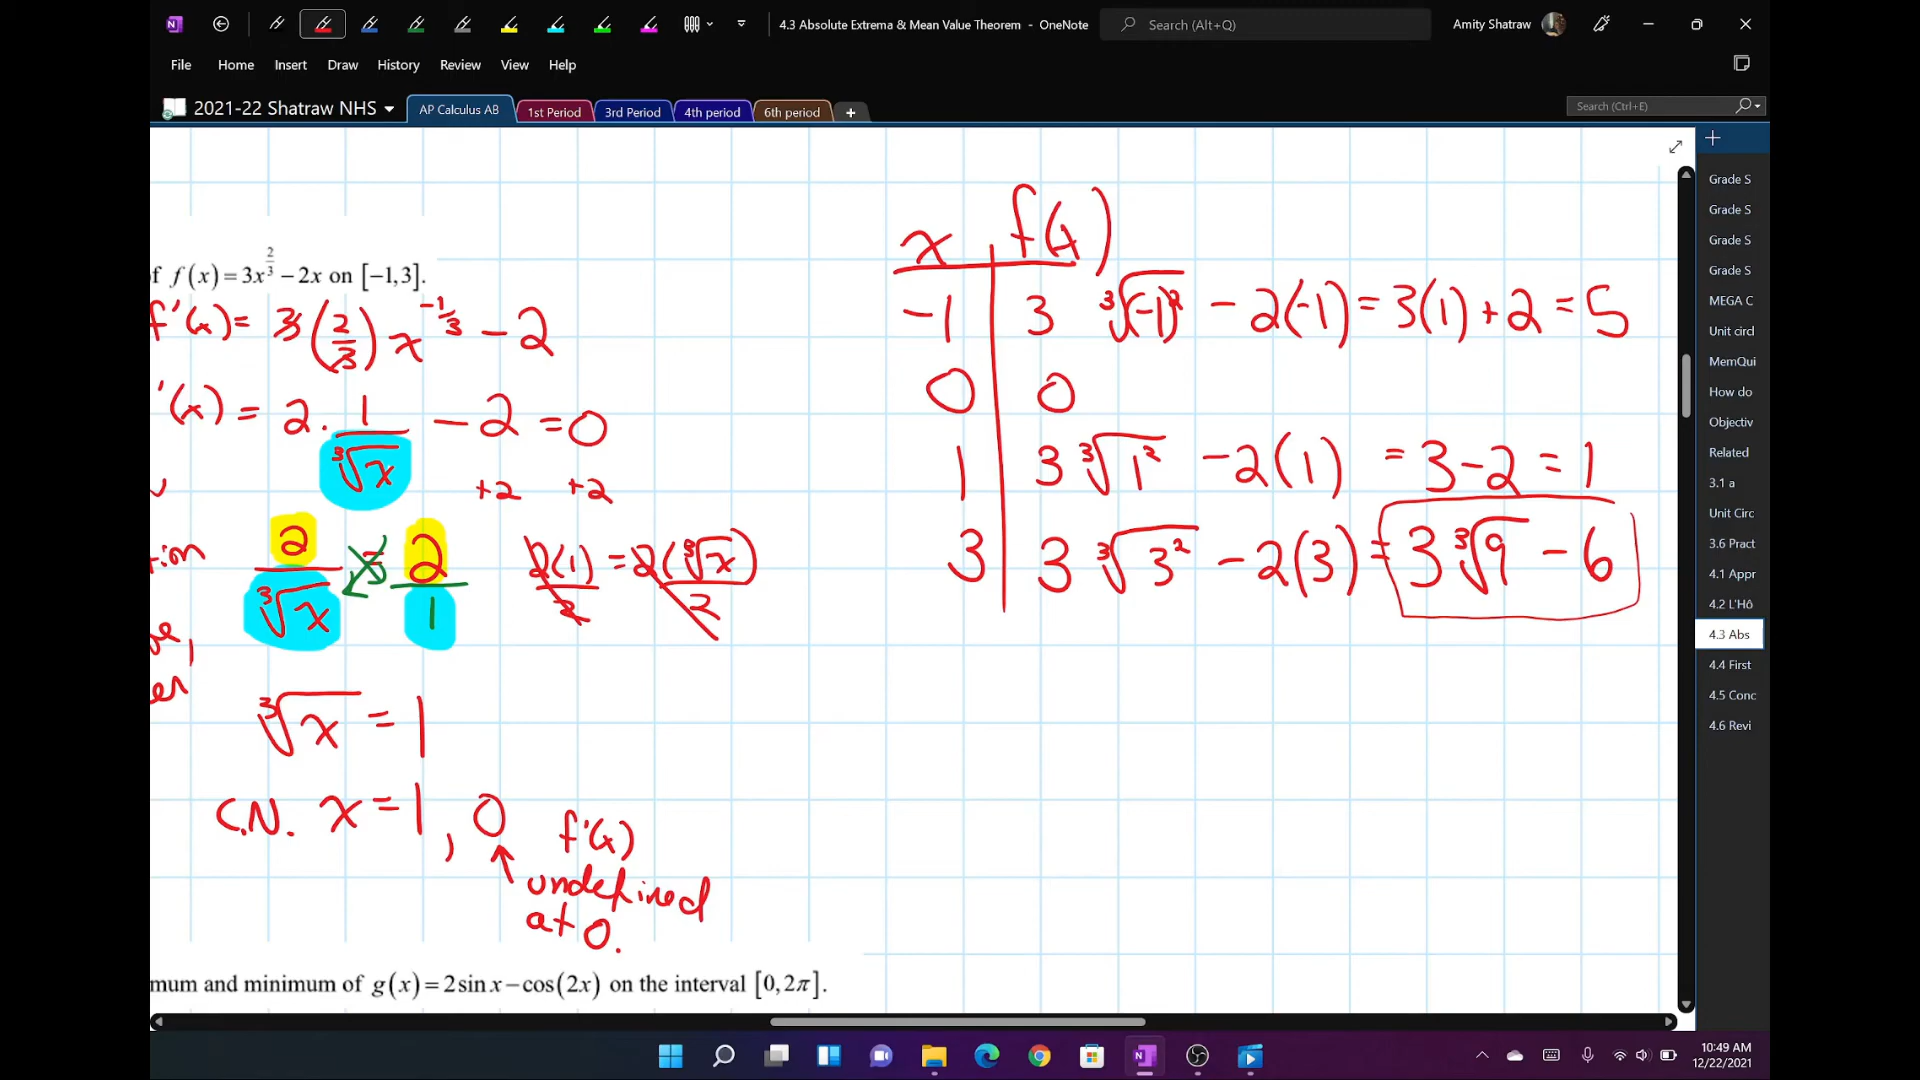 4.3 Absolute Extrema & Mean Value Theorem - OneNote
Search (Alt+Q)
Amity Shatraw
File Home Insert Draw History Review View Help
2021-22 Shatraw NHS
AP Calculus AB 1st Period 3rd Period 4th period 6th period
Search (Ctrl+E)
f f(x) = 3x^(2/3) − 2x on [−1,3].
f'(x) = 3(2/3)x^(-1/3) − 2
'(x) = 2 · 1/∛x − 2 = 0
+2 +2
2/∛x = 2/1
2(1)/2 = 2(∛x)/2
∛x = 1
C.N. x = 1, 0
f'(x)
undefined
at 0.
x f(x)
-1 3 ∛(-1)² - 2(-1) = 3(1) + 2 = 5
0 0
1 3 ∛1² - 2(1) = 3 - 2 = 1
3 3 ∛3² - 2(3) = 3∛9 - 6
mum and minimum of g(x) = 2sin x − cos(2x) on the interval [0, 2π].
Grade S
Grade S
Grade S
Grade S
MEGA C
Unit circl
MemQui
How do
Objectiv
Related
3.1 a
Unit Circ
3.6 Pract
4.1 Appr
4.2 L'Hô
4.3 Abs
4.4 First
4.5 Conc
4.6 Revi
10:49 AM
12/22/2021